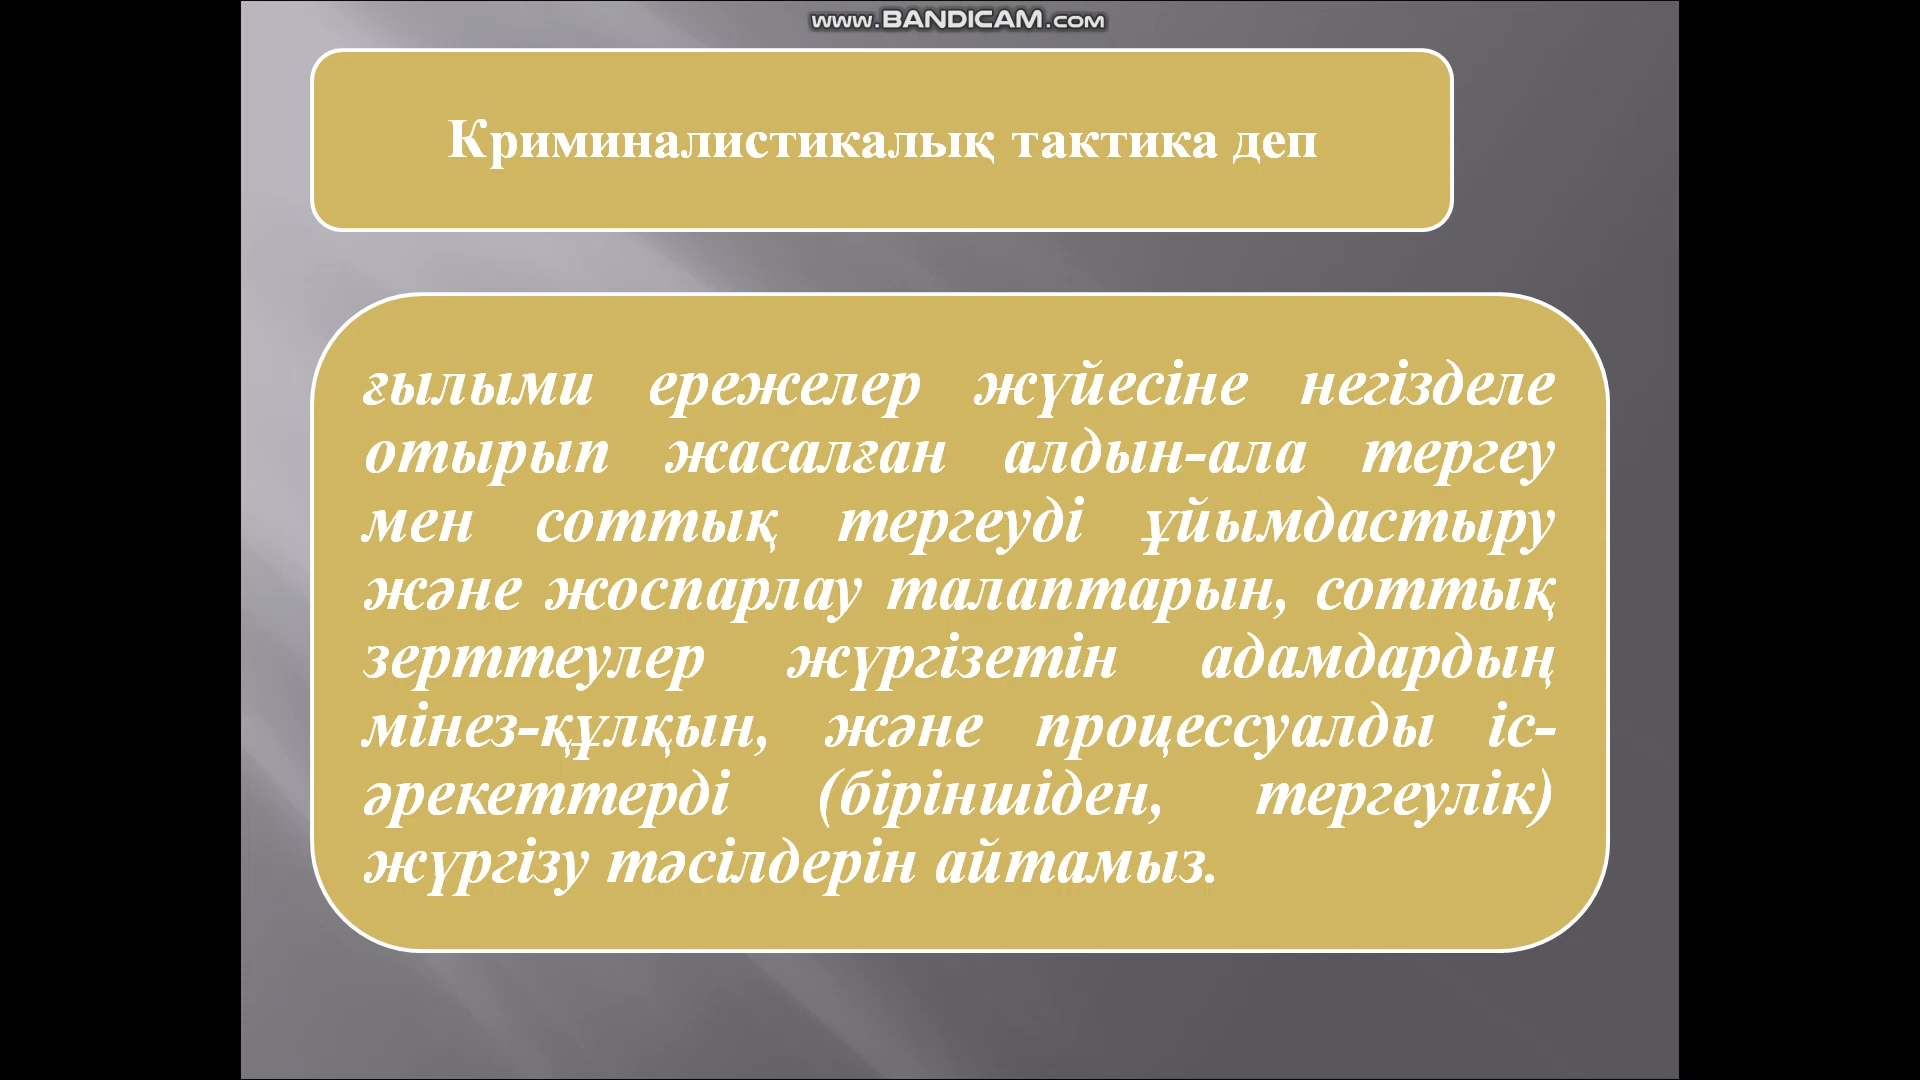 www.BANDICAM.com
Криминалистикалық тактика деп
ғылыми ережелер жүйесіне негізделе
отырып жасалған алдын-ала тергеу
мен соттық тергеуді ұйымдастыру
және жоспарлау талаптарын, соттық
зерттеулер жүргізетін адамдардың
мінез-құлқын, және процессуалды іс-
әрекеттерді (біріншіден, тергеулік)
жүргізу тәсілдерін айтамыз.